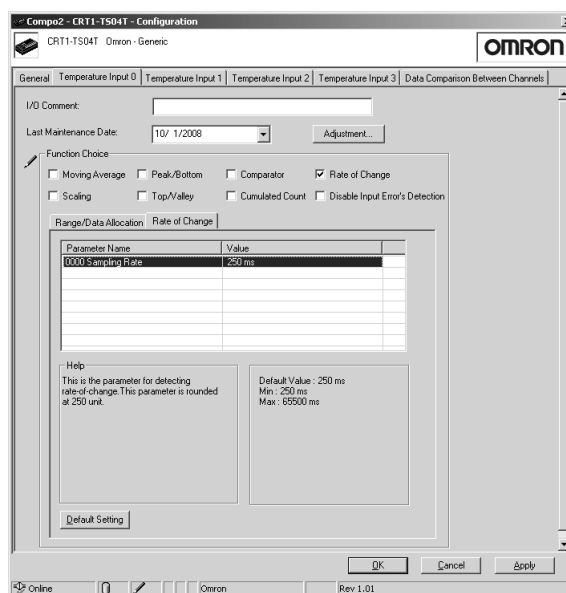 Compo2 - CRT1-TS04T - Configuration
CRT1-TS04T Omron - Generic
OMRON
General Temperature Input 0 Temperature Input 1 Temperature Input 2 Temperature Input 3 Data Comparison Between Channels
I/O Comment:
Last Maintenance Date: 10/ 1/2008 Adjustment...
Function Choice
Moving Average Peak/Bottom Comparator Rate of Change
Scaling Top/Valley Cumulated Count Disable Input Error's Detection
Range/Data Allocation Rate of Change
Parameter Name Value
0000 Sampling Rate 250 ms
Help
This is the parameter for detecting
rate-of-change.This parameter is rounded
at 250 unit.
Default Value : 250 ms
Min : 250 ms
Max : 65500 ms
Default Setting
OK Cancel Apply
Online Omron Rev 1.01